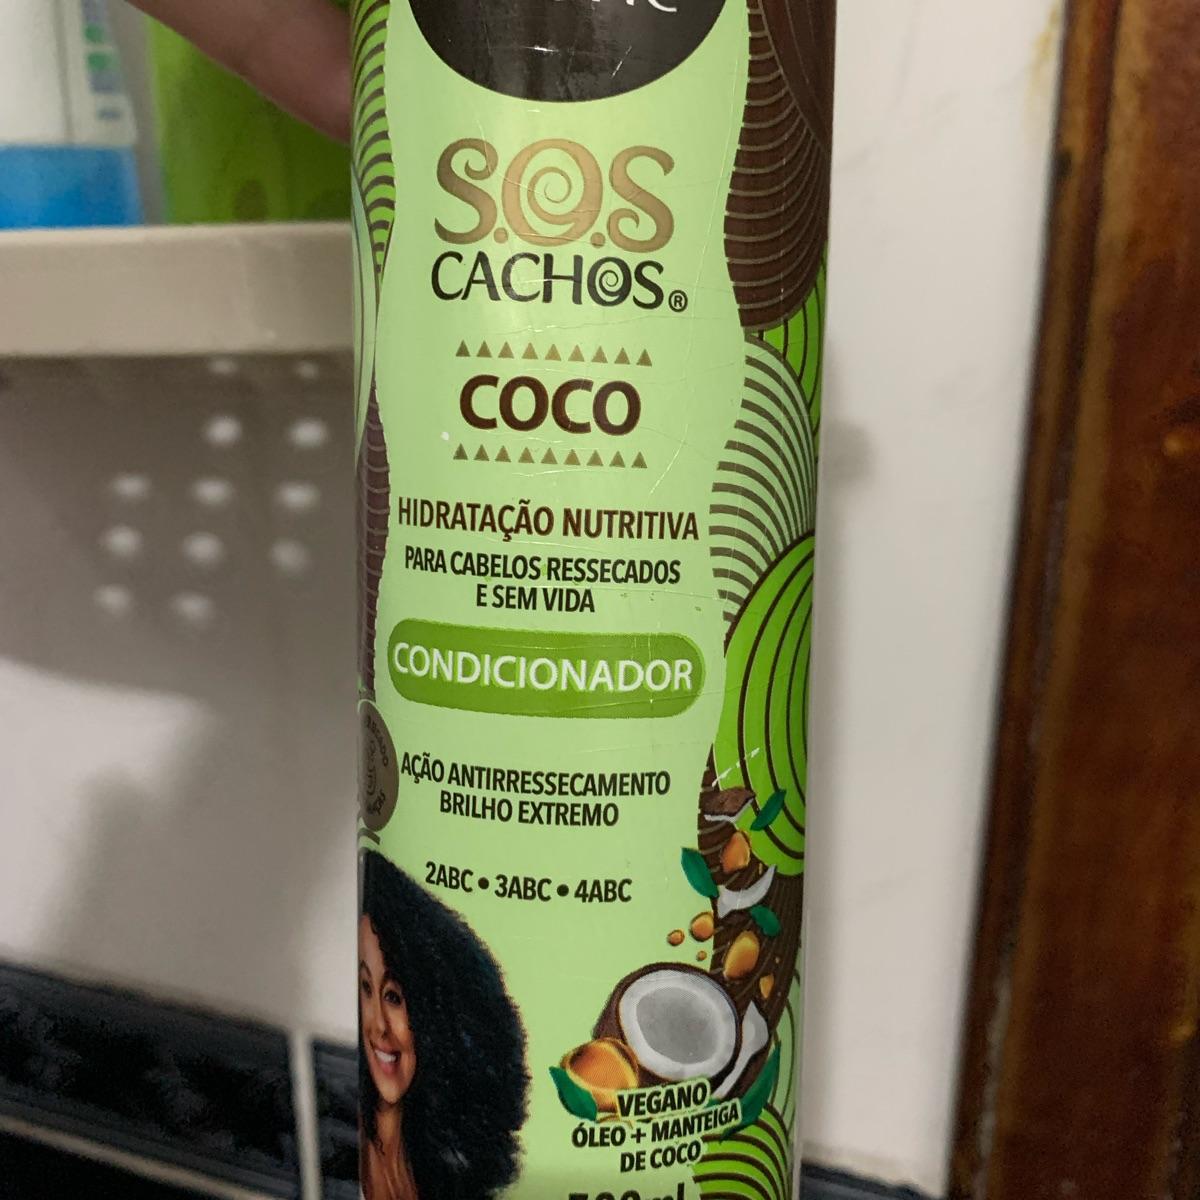 S.O.S
CACHOS®
COCO
HIDRATAÇÃO NUTRITIVA
PARA CABELOS RESSECADOS
E SEM VIDA
CONDICIONADOR
AÇÃO ANTIRRESSECAMENTO
BRILHO EXTREMO
2ABC • 3ABC • 4ABC
VEGANO
ÓLEO + MANTEIGA
DE COCO